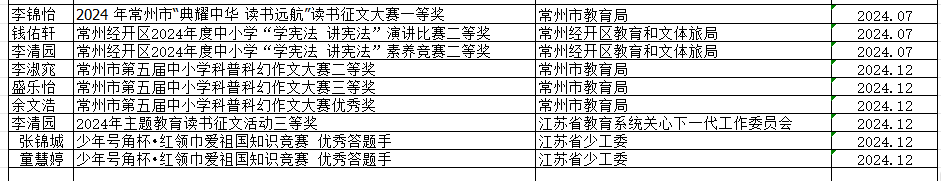 李锦怡 2024 年常州市“典耀中华 读书远航”读书征文大赛一等奖 常州市教育局 2024.07
钱佑轩 常州经开区2024年度中小学“学宪法 讲宪法”演讲比赛二等奖 常州经开区教育和文体旅局 2024.07
李清园 常州经开区2024年度中小学“学宪法 讲宪法”素养竞赛二等奖 常州经开区教育和文体旅局 2024.07
李淑宛 常州市第五届中小学科普科幻作文大赛二等奖 常州市教育局 2024.12
盛乐怡 常州市第五届中小学科普科幻作文大赛三等奖 常州市教育局 2024.12
余文浩 常州市第五届中小学科普科幻作文大赛优秀奖 常州市教育局 2024.12
李清园 2024年主题教育读书征文活动三等奖 江苏省教育系统关心下一代工作委员会 2024.12
张锦城 少年号角杯•红领巾爱祖国知识竞赛 优秀答题手 江苏省少工委 2024.12
童慧婷 少年号角杯•红领巾爱祖国知识竞赛 优秀答题手 江苏省少工委 2024.12